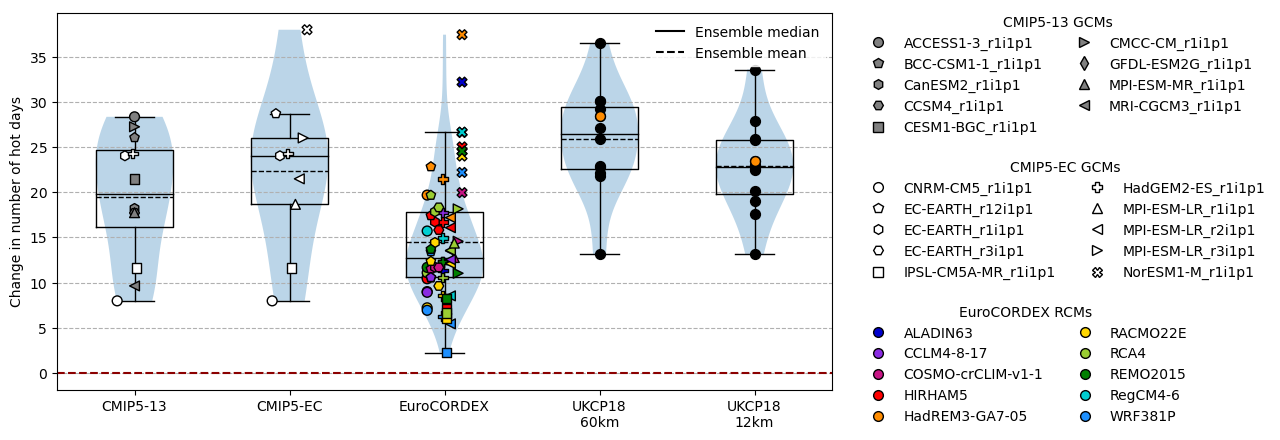 Change in number of hot days
35
30
25
20
15
10
5
0
Ensemble median
Ensemble mean
CMIP5-13
CMIP5-EC
EuroCORDEX
UKCP18
60km
UKCP18
12km
CMIP5-13 GCMs
ACCESS1-3_r1i1p1
BCC-CSM1-1_r1i1p1
CanESM2_r1i1p1
CCSM4_r1i1p1
CESM1-BGC_r1i1p1
CMCC-CM_r1i1p1
GFDL-ESM2G_r1i1p1
MPI-ESM-MR_r1i1p1
MRI-CGCM3_r1i1p1
CMIP5-EC GCMs
CNRM-CM5_r1i1p1
EC-EARTH_r12i1p1
EC-EARTH_r1i1p1
EC-EARTH_r3i1p1
IPSL-CM5A-MR_r1i1p1
HadGEM2-ES_r1i1p1
MPI-ESM-LR_r1i1p1
MPI-ESM-LR_r2i1p1
MPI-ESM-LR_r3i1p1
NorESM1-M_r1i1p1
EuroCORDEX RCMs
ALADIN63
CCLM4-8-17
COSMO-crCLIM-v1-1
HIRHAM5
HadREM3-GA7-05
RACMO22E
RCA4
REMO2015
RegCM4-6
WRF381P